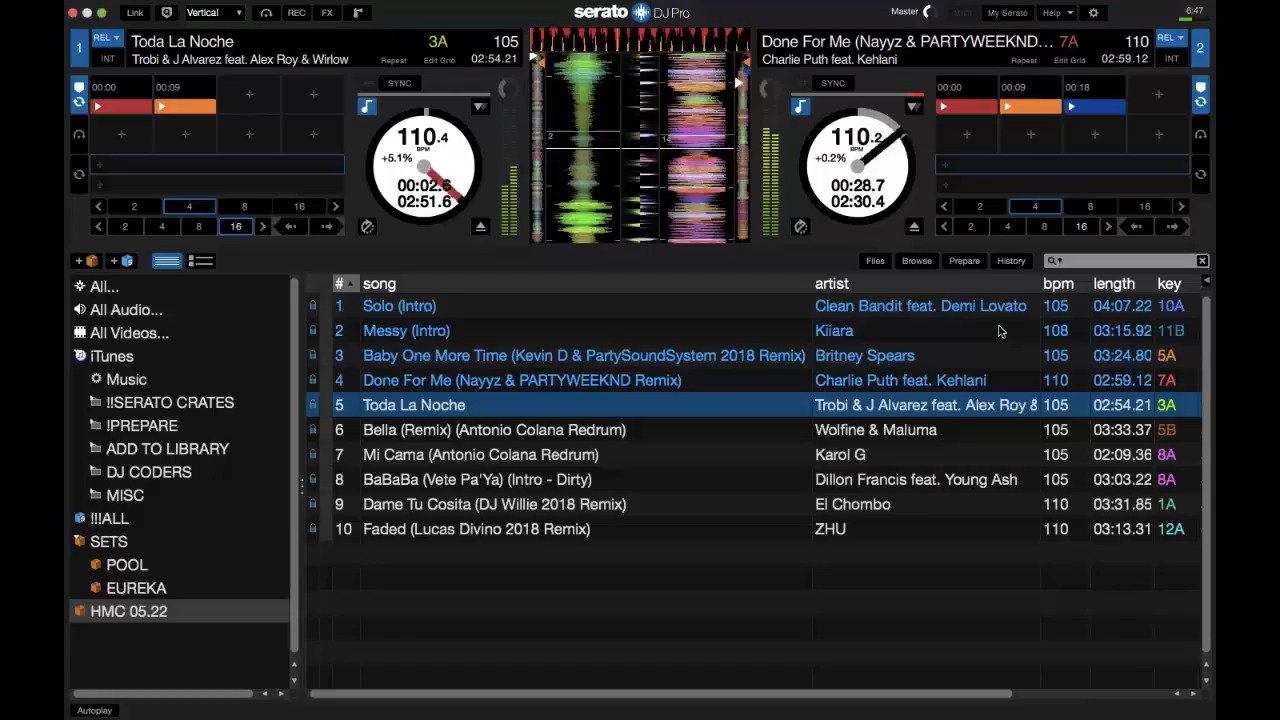 Link Vertical REC FX serato DJ Pro Master MIDI My Serato Help 6:47
1 REL Toda La Noche 3A 105
INT Trobi & J Alvarez feat. Alex Roy & Wirlow Repeat Edit Grid 02:54.21
Done For Me (Nayyz & PARTYWEEKND... 7A 110 REL 2
Charlie Puth feat. Kehlani Repeat Edit Grid 02:59.12 INT
00:00 00:09 SYNC
110.4
BPM
+5.1%
00:02.6
02:51.6
2 4 8 16
2 4 8 16
2
SYNC 00:00 00:09 00:18
110.2
BPM
+0.2%
00:28.7
02:30.4
2 4 8 16
2 4 8 16
Files Browse Prepare History
All...
All Audio...
All Videos...
iTunes
Music
!!SERATO CRATES
!PREPARE
ADD TO LIBRARY
DJ CODERS
MISC
!!!ALL
SETS
POOL
EUREKA
HMC 05.22
# song artist bpm length key
1 Solo (Intro) Clean Bandit feat. Demi Lovato 105 04:07.22 10A
2 Messy (Intro) Kiiara 108 03:15.92 11B
3 Baby One More Time (Kevin D & PartySoundSystem 2018 Remix) Britney Spears 105 03:24.80 5A
4 Done For Me (Nayyz & PARTYWEEKND Remix) Charlie Puth feat. Kehlani 110 02:59.12 7A
5 Toda La Noche Trobi & J Alvarez feat. Alex Roy & 105 02:54.21 3A
6 Bella (Remix) (Antonio Colana Redrum) Wolfine & Maluma 105 03:33.37 5B
7 Mi Cama (Antonio Colana Redrum) Karol G 105 02:09.36 8A
8 BaBaBa (Vete Pa'Ya) (Intro - Dirty) Dillon Francis feat. Young Ash 105 03:03.22 8A
9 Dame Tu Cosita (DJ Willie 2018 Remix) El Chombo 105 03:31.85 1A
10 Faded (Lucas Divino 2018 Remix) ZHU 110 03:13.31 12A
Autoplay